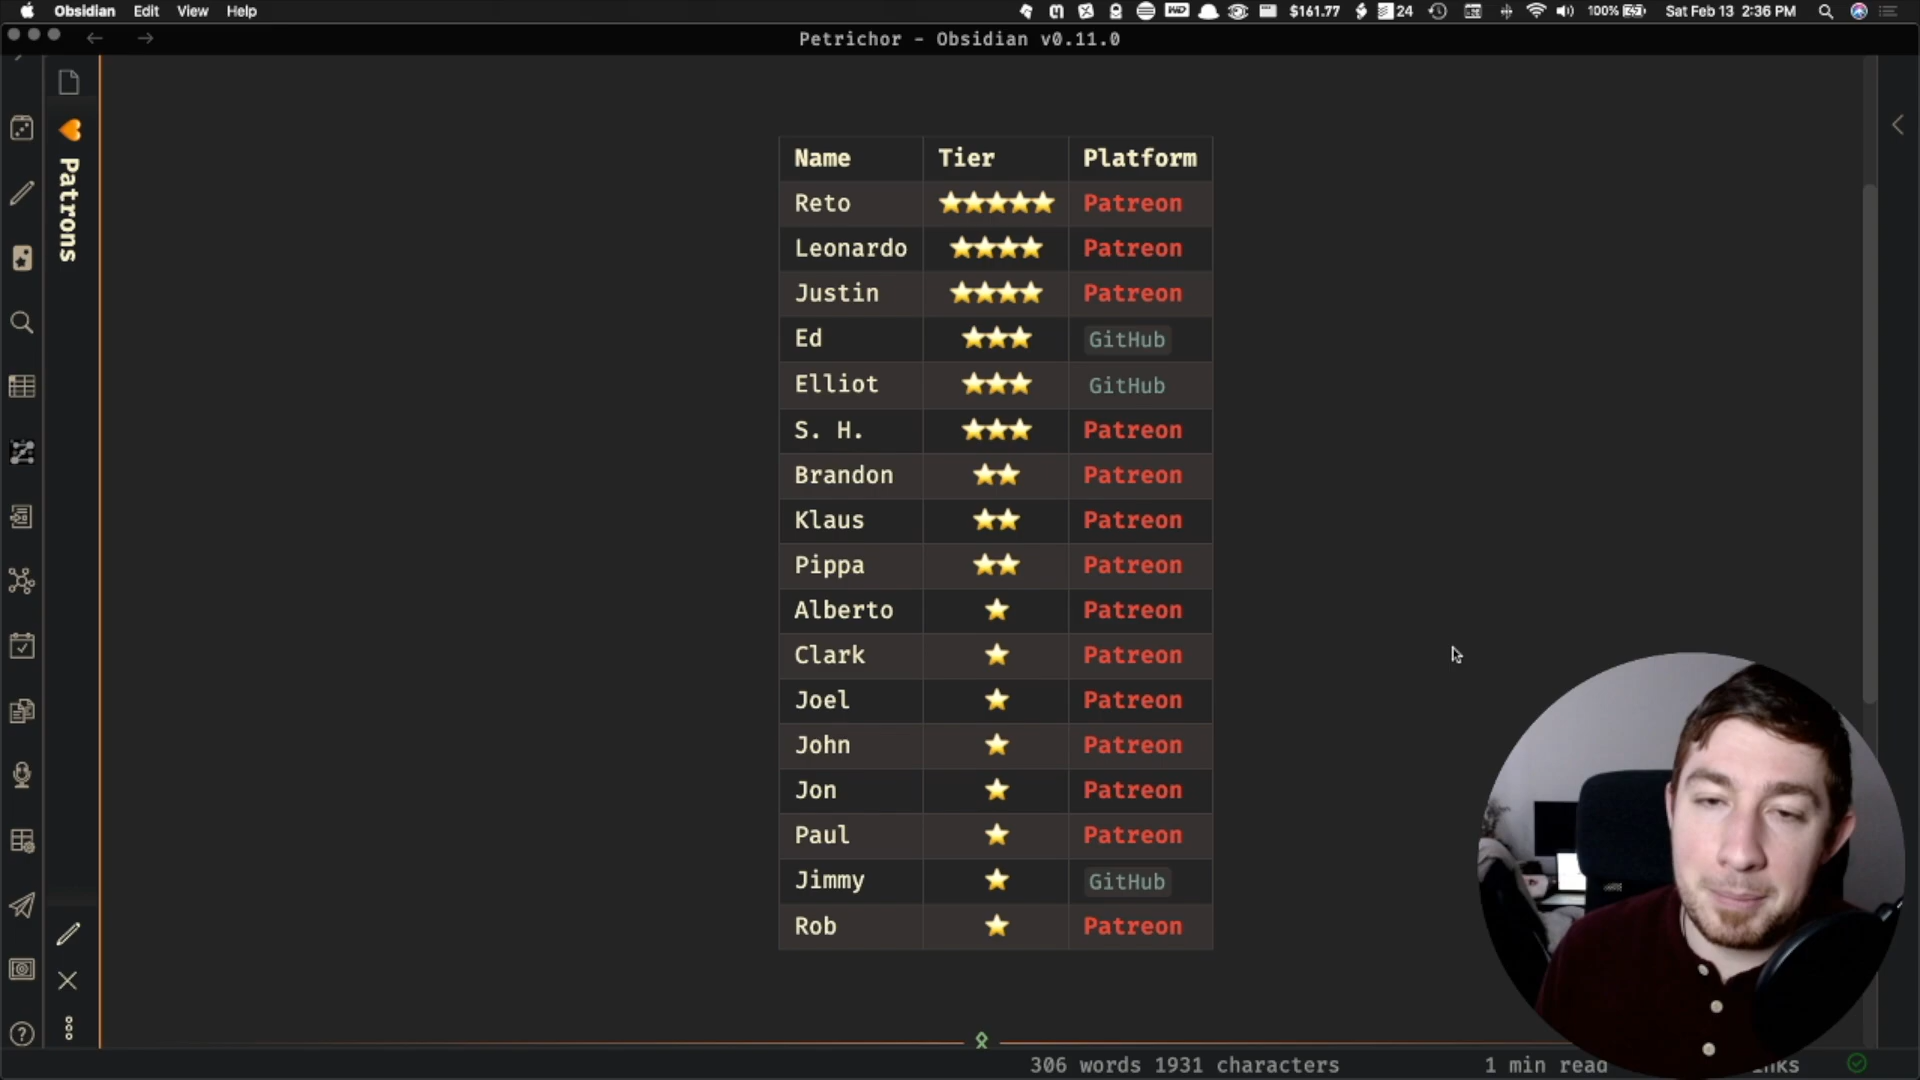 Obsidian Edit View Help $161.77 24 100% Sat Feb 13 2:36 PM
Petrichor - Obsidian v0.11.0
Patrons
Name Tier Platform
Reto ⭐⭐⭐⭐⭐ Patreon
Leonardo ⭐⭐⭐⭐ Patreon
Justin ⭐⭐⭐⭐ Patreon
Ed ⭐⭐⭐ GitHub
Elliot ⭐⭐⭐ GitHub
S. H. ⭐⭐⭐ Patreon
Brandon ⭐⭐ Patreon
Klaus ⭐⭐ Patreon
Pippa ⭐⭐ Patreon
Alberto ⭐ Patreon
Clark ⭐ Patreon
Joel ⭐ Patreon
John ⭐ Patreon
Jon ⭐ Patreon
Paul ⭐ Patreon
Jimmy ⭐ GitHub
Rob ⭐ Patreon
306 words 1931 characters 1 min read